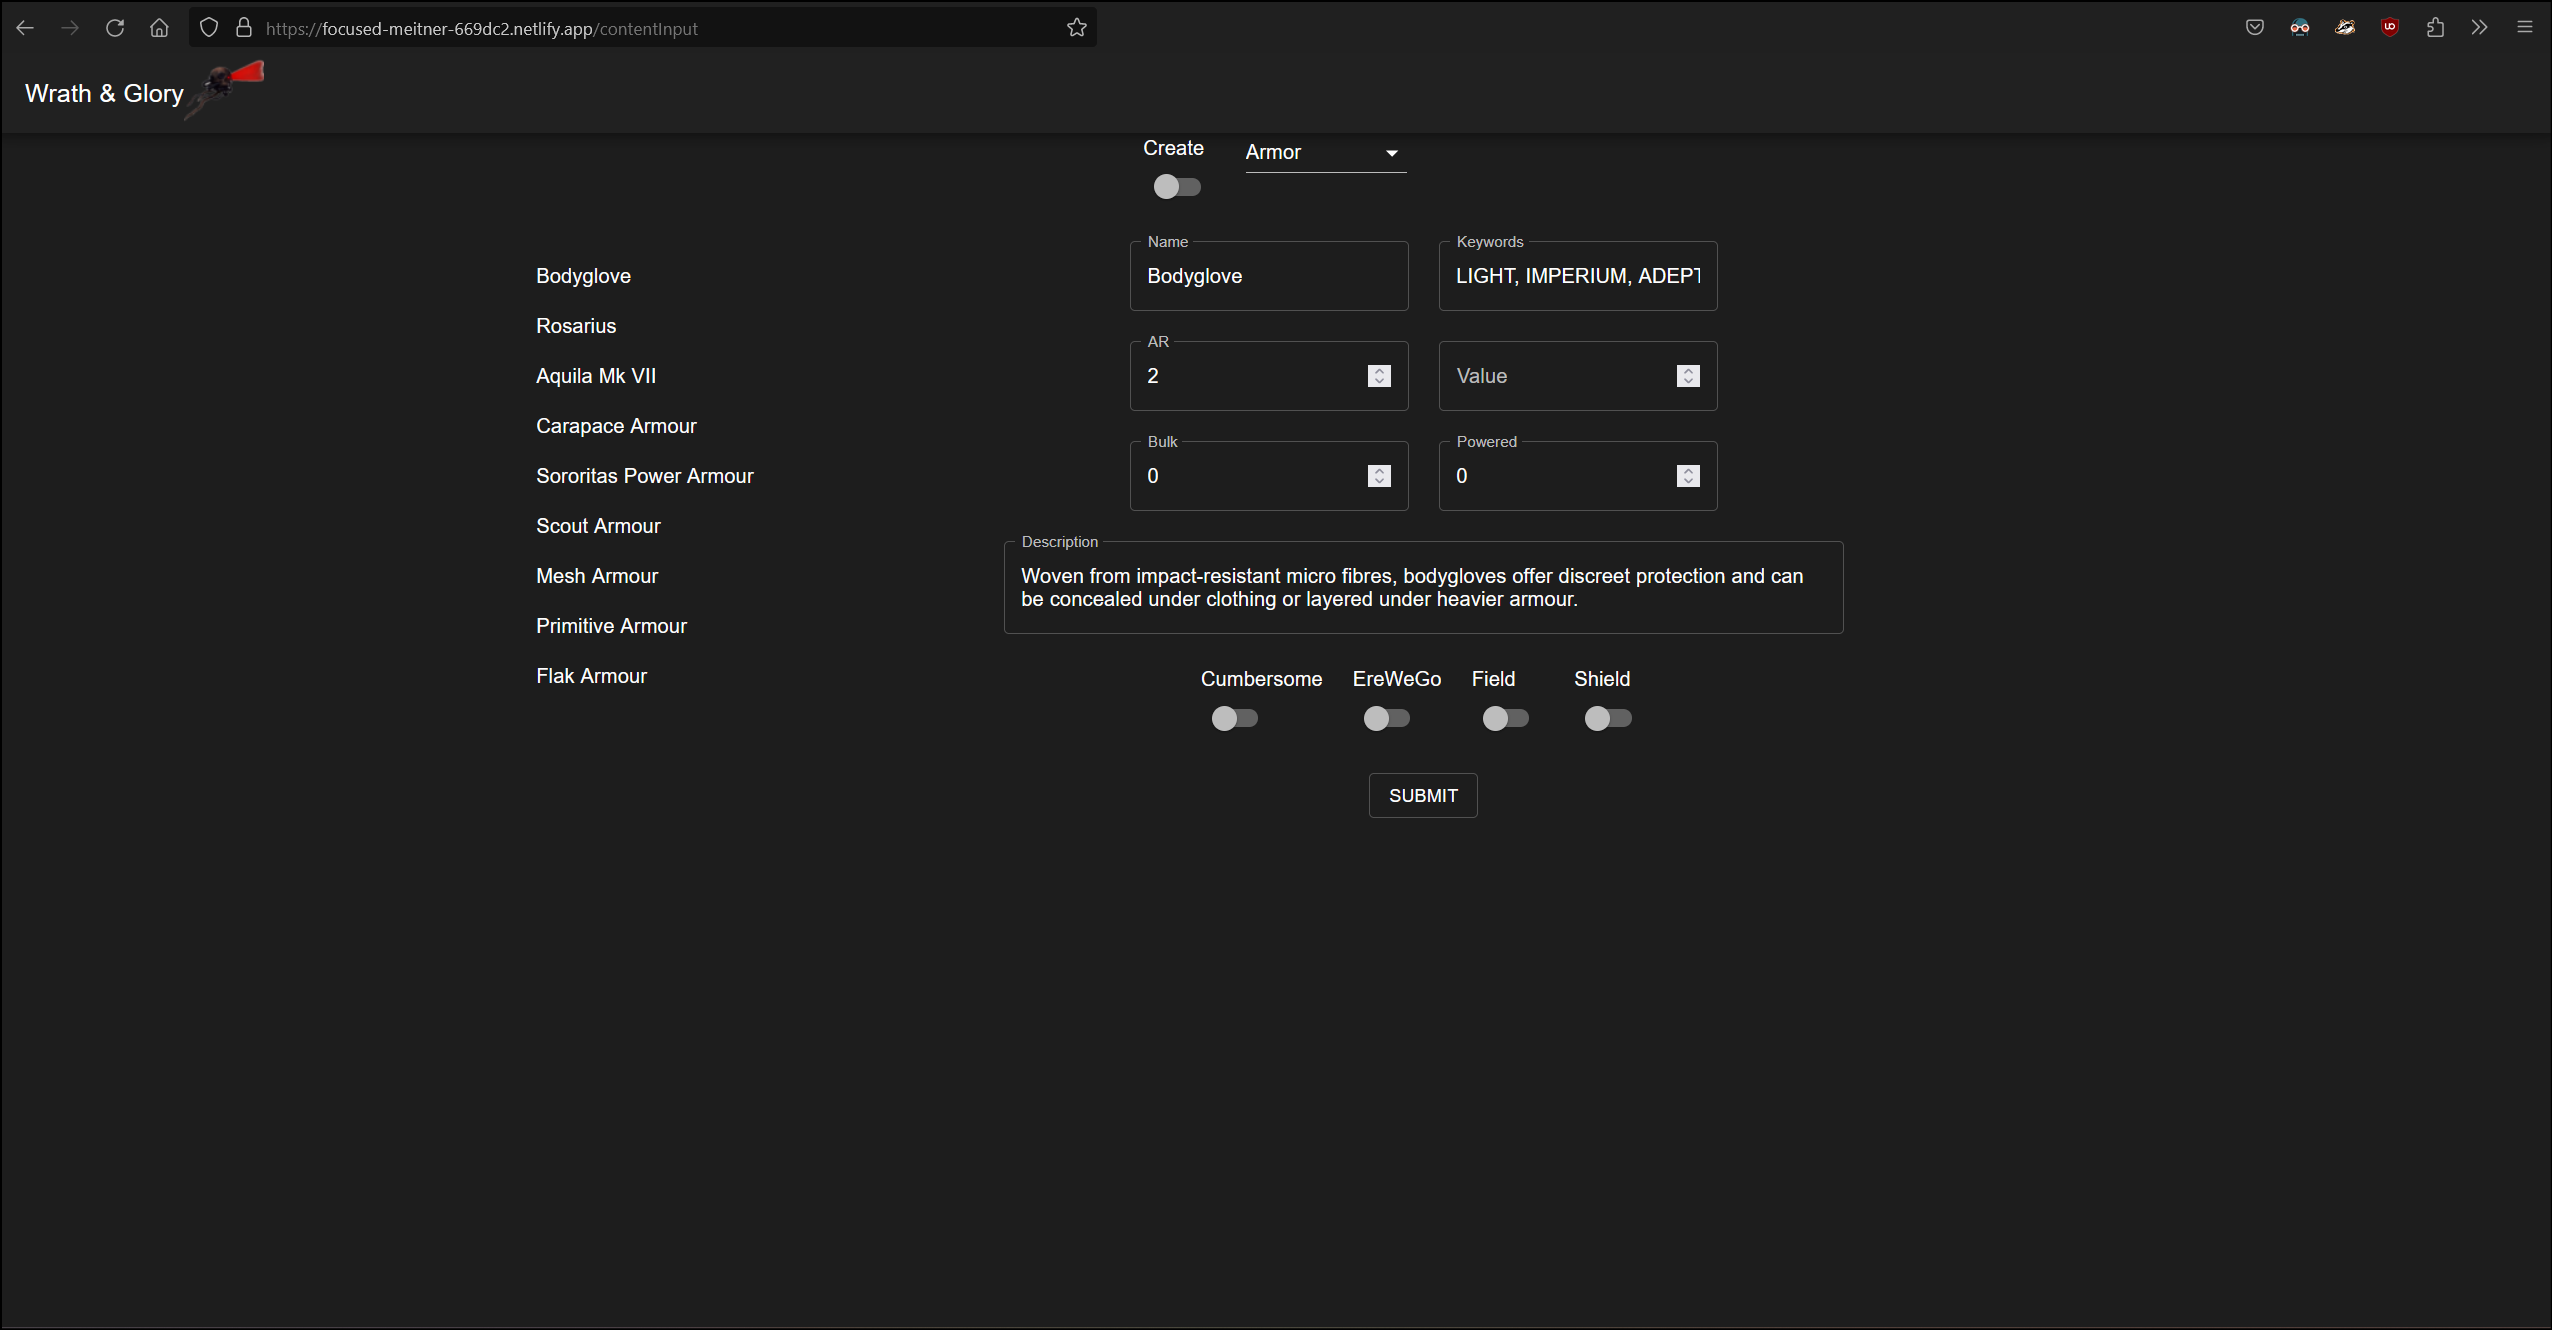 https://focused-meitner-669dc2.netlify.app/contentInput
Wrath & Glory
Create
Armor
Bodyglove
Rosarius
Aquila Mk VII
Carapace Armour
Sororitas Power Armour
Scout Armour
Mesh Armour
Primitive Armour
Flak Armour
Name
Bodyglove
Keywords
LIGHT, IMPERIUM, ADEPT
AR
2
Value
Bulk
0
Powered
0
Description
Woven from impact-resistant micro fibres, bodygloves offer discreet protection and can
be concealed under clothing or layered under heavier armour.
Cumbersome
EreWeGo
Field
Shield
SUBMIT